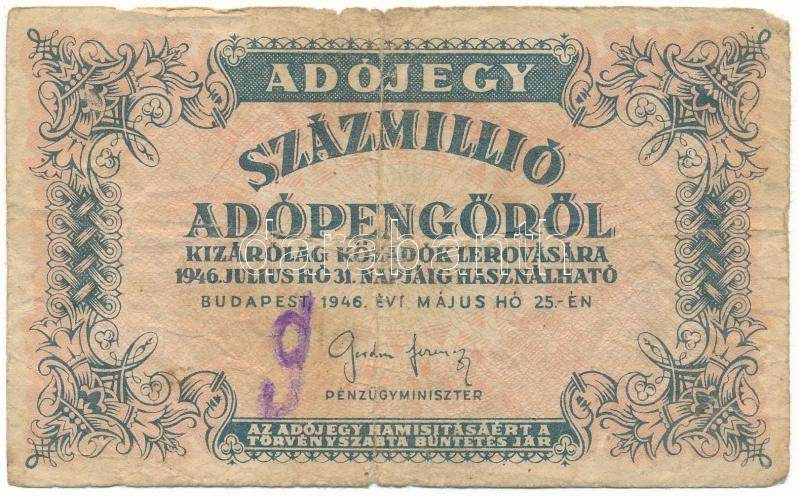 ADÓJEGY
SZÁZMILLIÓ
ADÓPENGŐRŐL
KIZÁRÓLAG KÖZADÓK LEROVÁSÁRA
1946. JULIUS HÓ 31. NAPJÁIG HASZNÁLHATÓ
BUDAPEST, 1946. ÉVI MÁJUS HÓ 25.-ÉN
Gordon Ferenc
PÉNZÜGYMINISZTER
AZ ADÓJEGY HAMISITÁSÁÉRT A
TÖRVÉNYSZABTA BÜNTETÉS JÁR
darabanth